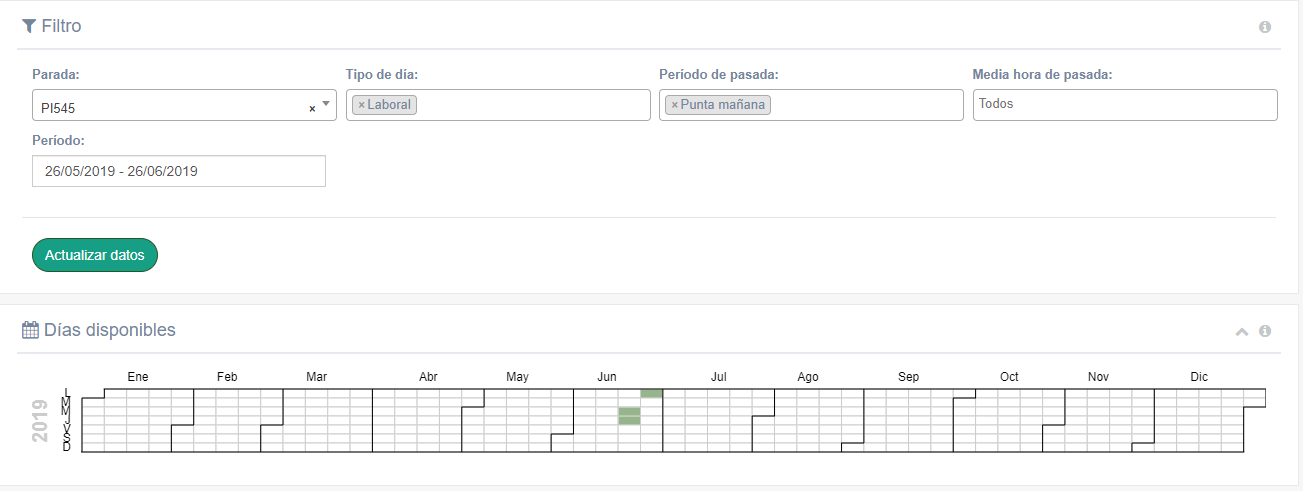 Filtro
Parada: Tipo de día: Período de pasada: Media hora de pasada:
PI545 × ×Laboral ×Punta mañana Todos
Período:
26/05/2019 - 26/06/2019
Actualizar datos
Días disponibles
Ene Feb Mar Abr May Jun Jul Ago Sep Oct Nov Dic
2019
L
M
M
J
V
S
D